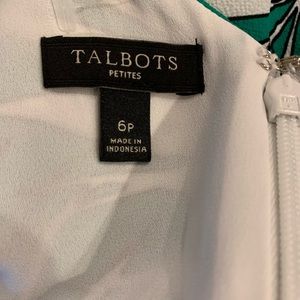 TALBOTS
PETITES
6P
MADE IN
INDONESIA